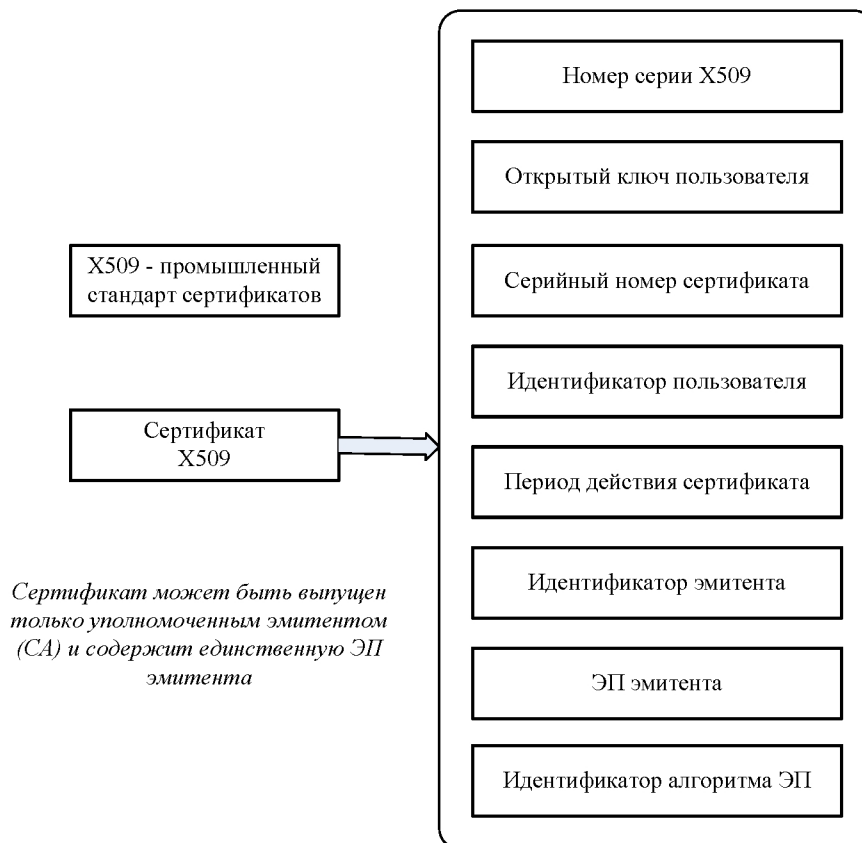 Номер серии X509
Открытый ключ пользователя
X509 - промышленный
стандарт сертификатов
Серийный номер сертификата
Идентификатор пользователя
Сертификат
X509
Период действия сертификата
Идентификатор эмитента
Сертификат может быть выпущен
только уполномоченным эмитентом
(CA) и содержит единственную ЭП
эмитента
ЭП эмитента
Идентификатор алгоритма ЭП